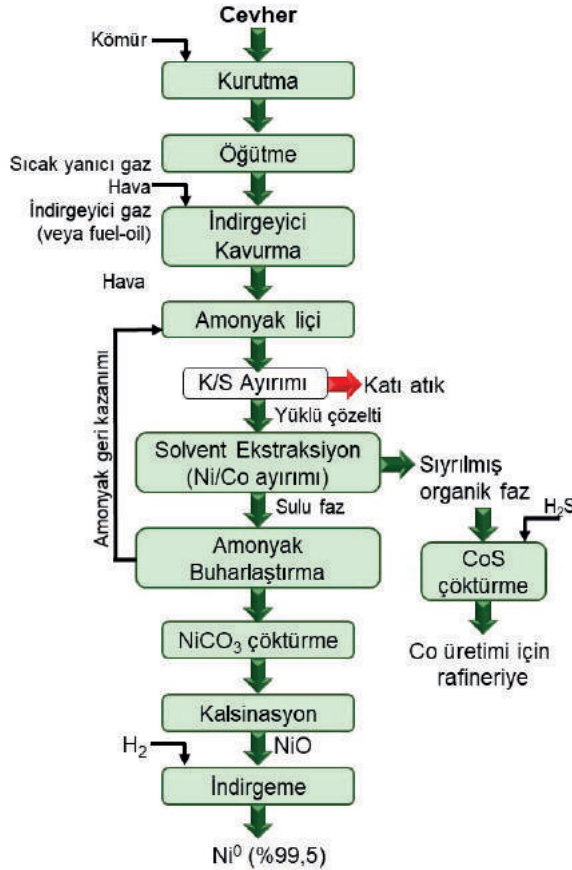 Cevher
Kömür
Kurutma
Öğütme
Sıcak yanıcı gaz
Hava
İndirgeyici gaz
(veya fuel-oil)
İndirgeyici
Kavurma
Hava
Amonyak liçi
Amonyak geri kazanımı
K/S Ayırımı
Katı atık
Yüklü çözelti
Solvent Ekstraksiyon
(Ni/Co ayırımı)
Sıyrılmış
organik faz
Sulu faz
H₂S
Amonyak
Buharlaştırma
CoS
çöktürme
NiCO₃ çöktürme
Co üretimi için
rafineriye
Kalsinasyon
H₂
NiO
İndirgeme
Ni⁰ (%99,5)